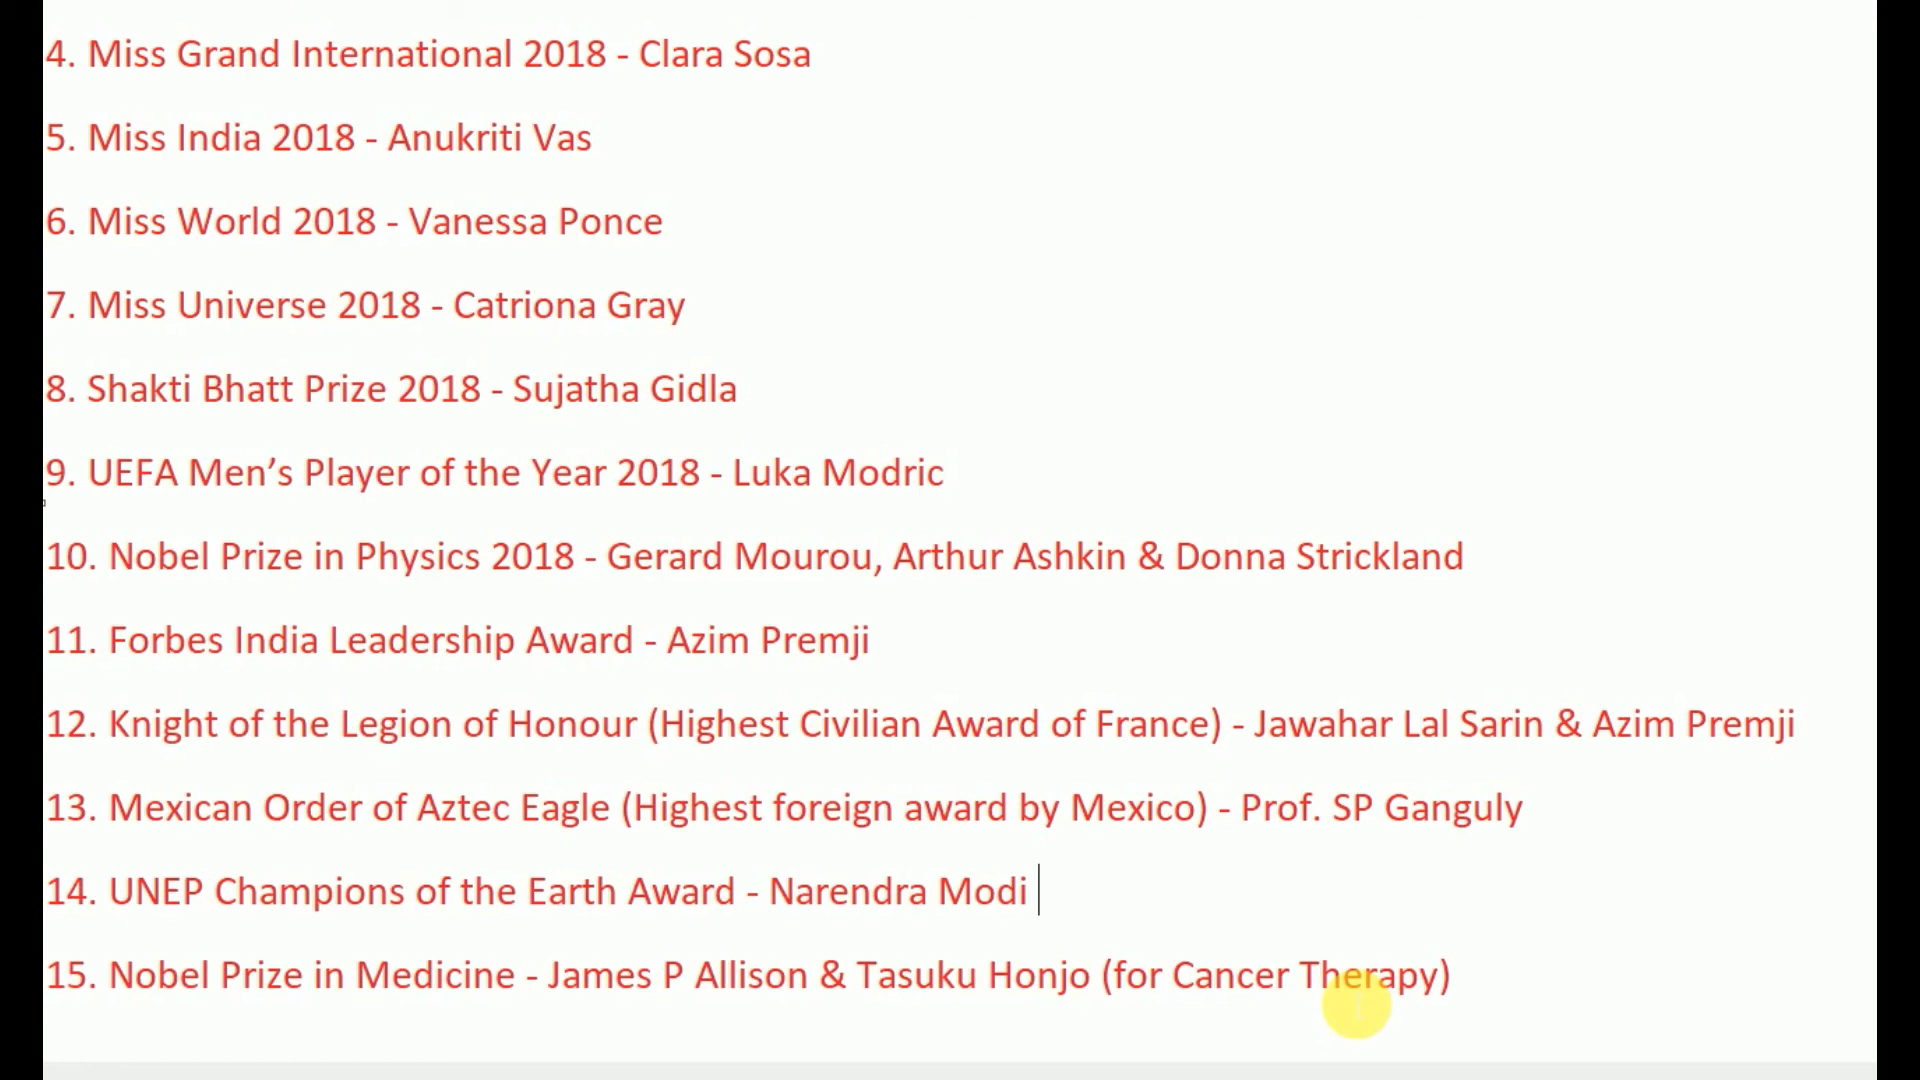 4. Miss Grand International 2018 - Clara Sosa
5. Miss India 2018 - Anukriti Vas
6. Miss World 2018 - Vanessa Ponce
7. Miss Universe 2018 - Catriona Gray
8. Shakti Bhatt Prize 2018 - Sujatha Gidla
9. UEFA Men’s Player of the Year 2018 - Luka Modric
10. Nobel Prize in Physics 2018 - Gerard Mourou, Arthur Ashkin & Donna Strickland
11. Forbes India Leadership Award - Azim Premji
12. Knight of the Legion of Honour (Highest Civilian Award of France) - Jawahar Lal Sarin & Azim Premji
13. Mexican Order of Aztec Eagle (Highest foreign award by Mexico) - Prof. SP Ganguly
14. UNEP Champions of the Earth Award - Narendra Modi
15. Nobel Prize in Medicine - James P Allison & Tasuku Honjo (for Cancer Therapy)